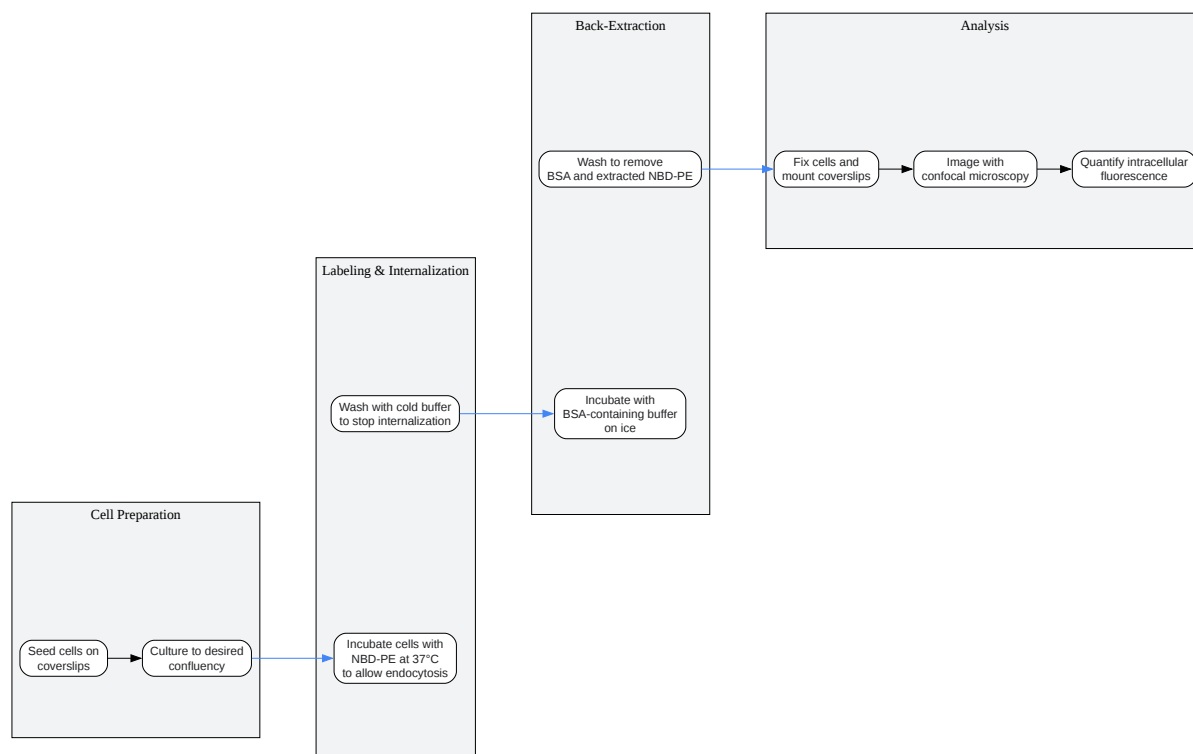 Cell Preparation
Seed cells on
coverslips
Culture to desired
confluency
Labeling & Internalization
Incubate cells with
NBD-PE at 37°C
to allow endocytosis
Wash with cold buffer
to stop internalization
Back-Extraction
Incubate with
BSA-containing buffer
on ice
Wash to remove
BSA and extracted NBD-PE
Analysis
Fix cells and
mount coverslips
Image with
confocal microscopy
Quantify intracellular
fluorescence